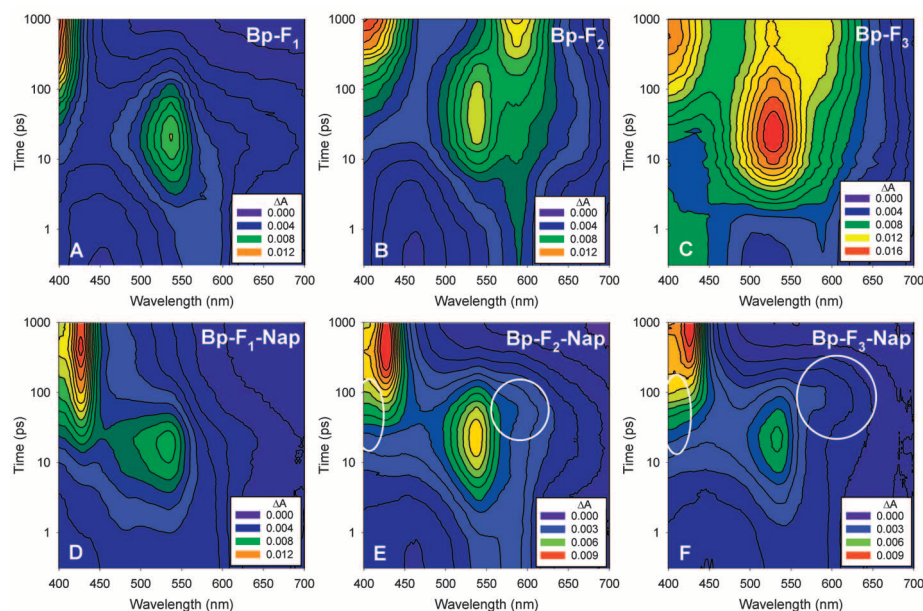 Bp-F1
Time (ps)
1000
100
10
1
A
ΔA
0.000
0.004
0.008
0.012
400 450 500 550 600 650 700
Wavelength (nm)
Bp-F2
Time (ps)
1000
100
10
1
B
ΔA
0.000
0.004
0.008
0.012
400 450 500 550 600 650 700
Wavelength (nm)
Bp-F3
Time (ps)
1000
100
10
1
C
ΔA
0.000
0.004
0.008
0.012
0.016
400 450 500 550 600 650 700
Wavelength (nm)
Bp-F1-Nap
Time (ps)
1000
100
10
1
D
ΔA
0.000
0.004
0.008
0.012
400 450 500 550 600 650 700
Wavelength (nm)
Bp-F2-Nap
Time (ps)
1000
100
10
1
E
ΔA
0.000
0.003
0.006
0.009
400 450 500 550 600 650 700
Wavelength (nm)
Bp-F3-Nap
Time (ps)
1000
100
10
1
F
ΔA
0.000
0.003
0.006
0.009
400 450 500 550 600 650 700
Wavelength (nm)